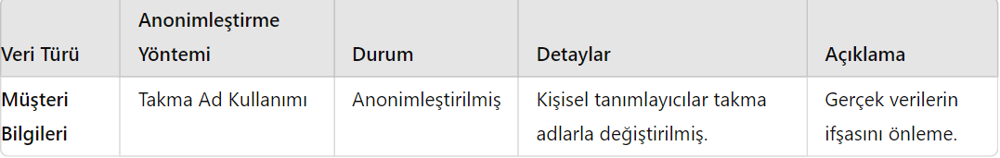 Veri Türü
Anonimleştirme
Yöntemi
Durum
Detaylar
Açıklama
Müşteri
Bilgileri
Takma Ad Kullanımı
Anonimleştirilmiş
Kişisel tanımlayıcılar takma
adlarla değiştirilmiş.
Gerçek verilerin
ifşasını önleme.